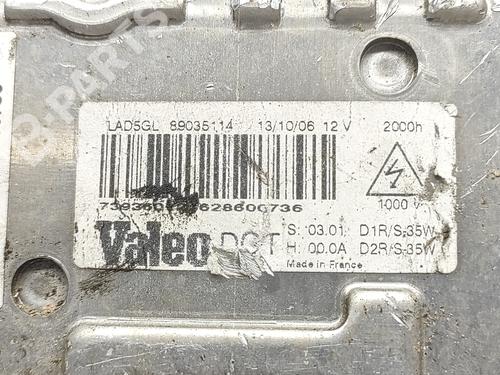 B-PARTS
LAD5GL 89035114 13/10/06 12 V 2000h
1000 v
Valeo S: 03.01 D1R/S-35W
H: 00.0A D2R/S-35W
Made in France